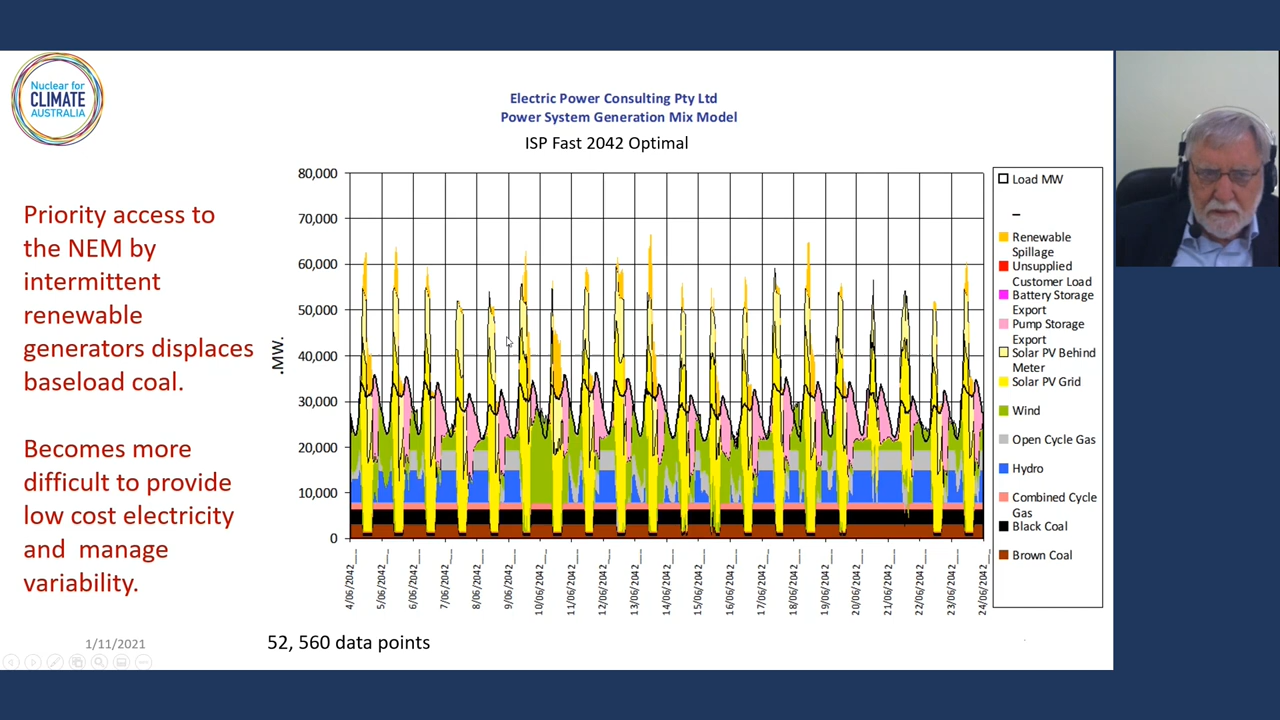 Nuclear for
CLIMATE
AUSTRALIA
Electric Power Consulting Pty Ltd
Power System Generation Mix Model
ISP Fast 2042 Optimal
Priority access to
the NEM by
intermittent
renewable
generators displaces
baseload coal.
Becomes more
difficult to provide
low cost electricity
and manage
variability.
.MW.
80,000
70,000
60,000
50,000
40,000
30,000
20,000
10,000
0
4/06/2042
5/06/2042
6/06/2042
7/06/2042
8/06/2042
9/06/2042
10/06/2042
11/06/2042
12/06/2042
13/06/2042
14/06/2042
15/06/2042
16/06/2042
17/06/2042
18/06/2042
19/06/2042
20/06/2042
21/06/2042
22/06/2042
23/06/2042
24/06/2042
Load MW
Renewable
Spillage
Unsupplied
Customer Load
Battery Storage
Export
Pump Storage
Export
Solar PV Behind
Meter
Solar PV Grid
Wind
Open Cycle Gas
Hydro
Combined Cycle
Gas
Black Coal
Brown Coal
1/11/2021
52, 560 data points